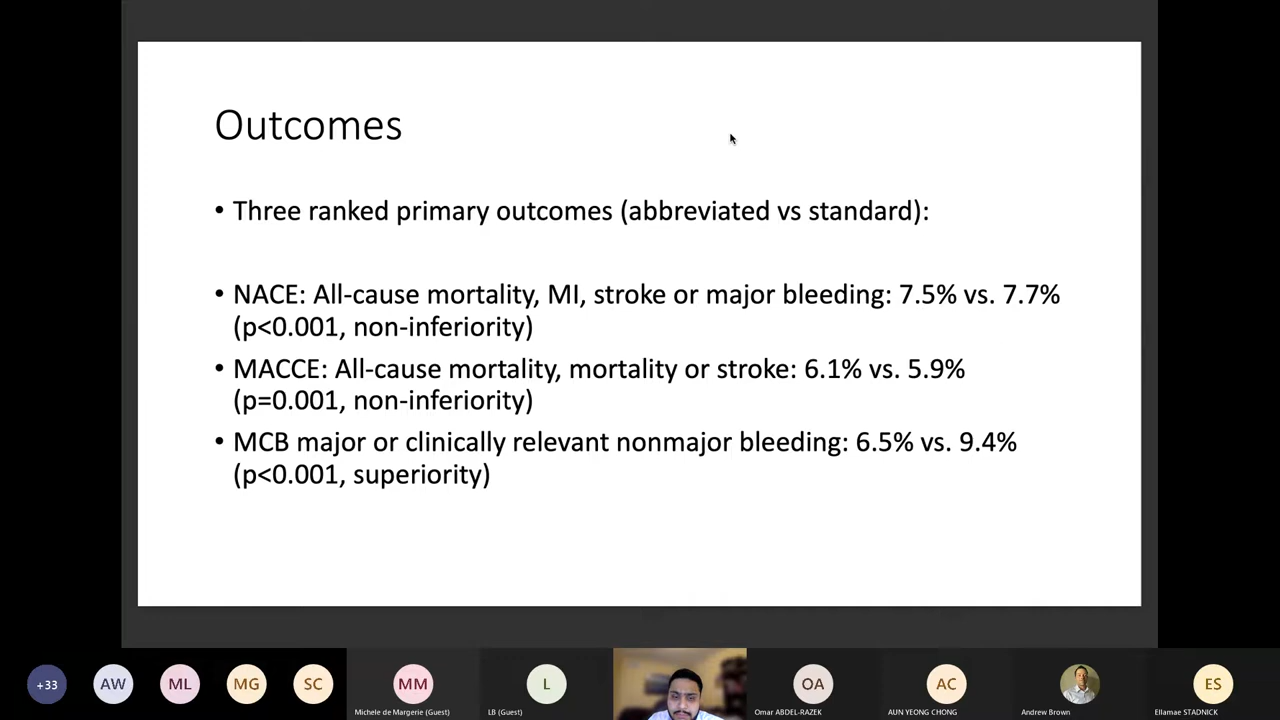 Outcomes
• Three ranked primary outcomes (abbreviated vs standard):
• NACE: All-cause mortality, MI, stroke or major bleeding: 7.5% vs. 7.7%
(p<0.001, non-inferiority)
• MACCE: All-cause mortality, mortality or stroke: 6.1% vs. 5.9%
(p=0.001, non-inferiority)
• MCB major or clinically relevant nonmajor bleeding: 6.5% vs. 9.4%
(p<0.001, superiority)
+33
AW
ML
MG
SC
MM
L
OA
AC
ES
Michele de Margerie (Guest)
LB (Guest)
Omar ABDEL-RAZEK
AUN YEONG CHONG
Andrew Brown
Ellamae STADNICK